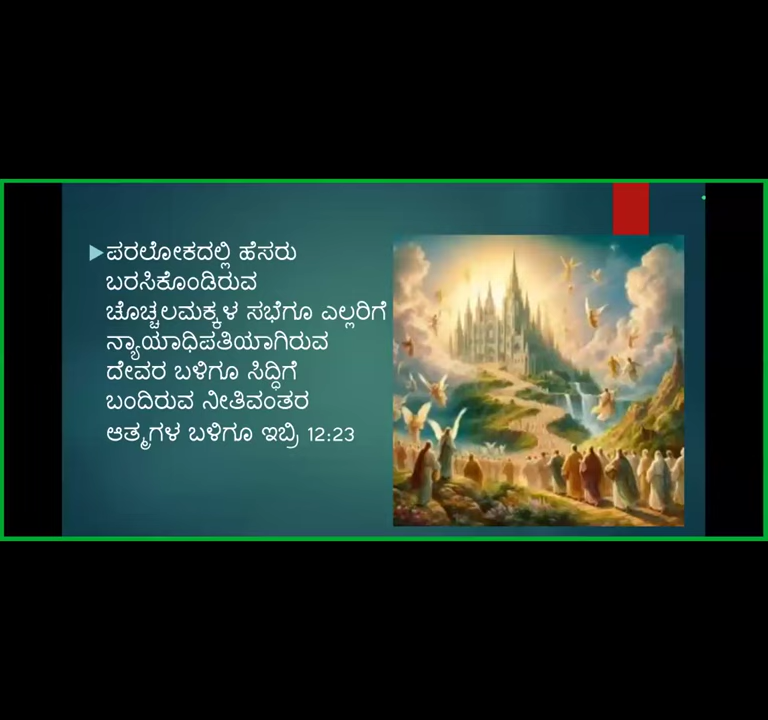 ಪರಲೋಕದಲ್ಲಿ ಹೆಸರು
ಬರಸಿಕೊಂಡಿರುವ
ಚೊಚ್ಚಲಮಕ್ಕಳ ಸಭೆಗೂ ಎಲ್ಲರಿಗೆ
ನ್ಯಾಯಾಧಿಪತಿಯಾಗಿರುವ
ದೇವರ ಬಳಿಗೂ ಸಿದ್ಧಿಗೆ
ಬಂದಿರುವ ನೀತಿವಂತರ
ಆತ್ಮಗಳ ಬಳಿಗೂ ಇಬ್ರಿ 12:23